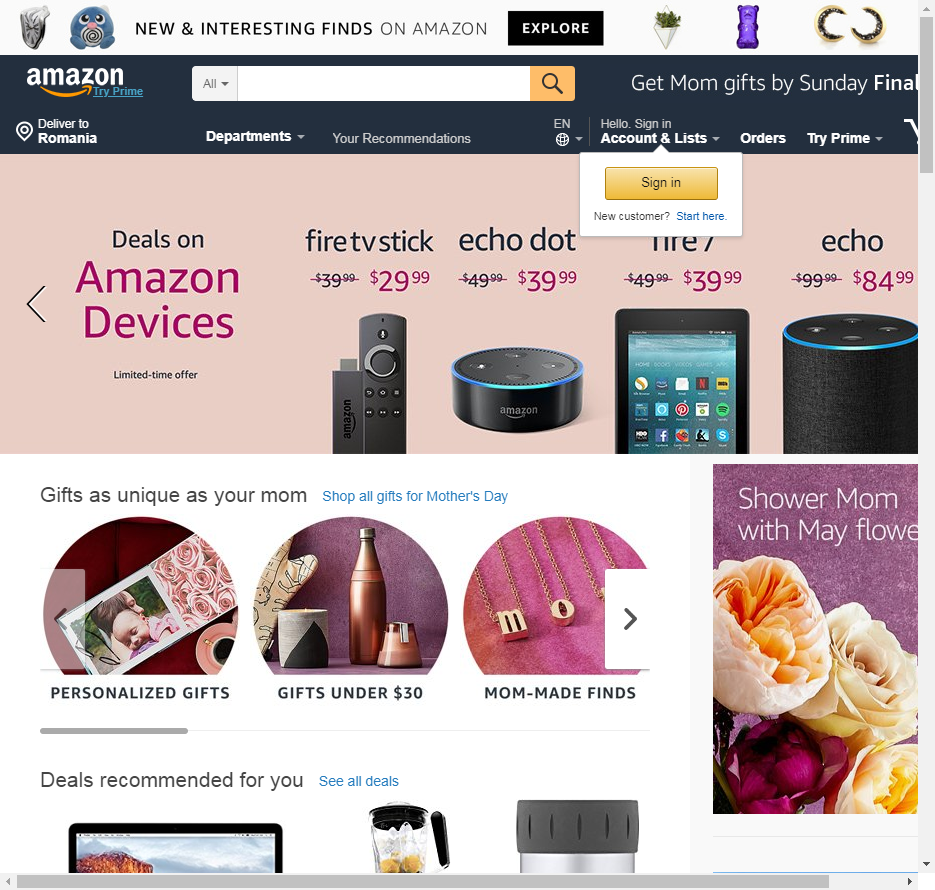 NEW & INTERESTING FINDS ON AMAZON EXPLORE
amazon
Try Prime
All
Get Mom gifts by Sunday Final
Deliver to
Romania
Departments
Your Recommendations
EN
Hello. Sign in
Account & Lists
Orders
Try Prime
Sign in
New customer? Start here.
Deals on
Amazon
Devices
Limited-time offer
fire tv stick
$39.99 $29.99
echo dot
$49.99 $39.99
fire 7
$49.99 $39.99
echo
$99.99 $84.99
amazon
amazon
Gifts as unique as your mom Shop all gifts for Mother's Day
PERSONALIZED GIFTS
GIFTS UNDER $30
MOM-MADE FINDS
Shower Mom
with May flowe
Deals recommended for you See all deals